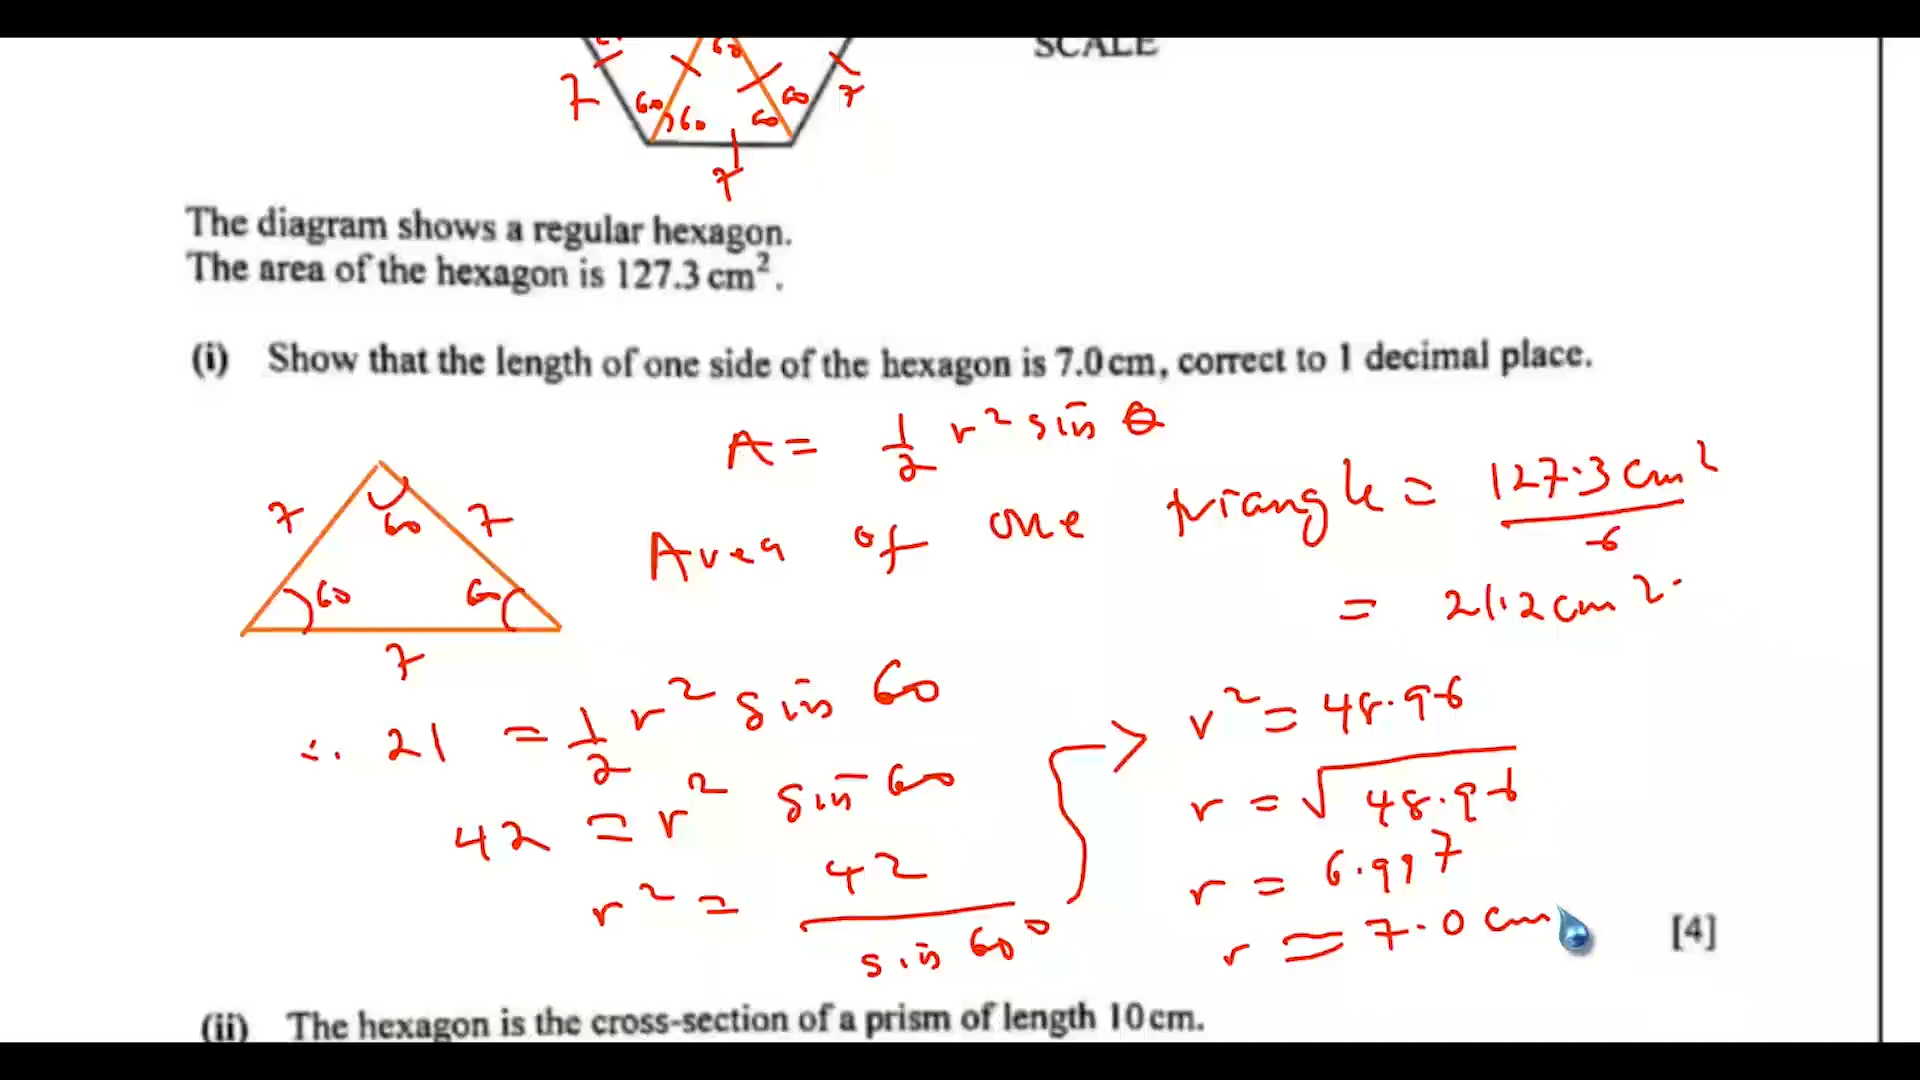 SCALE
60
7
60
60
60
60
7
7
The diagram shows a regular hexagon.
The area of the hexagon is 127.3 cm².
(i) Show that the length of one side of the hexagon is 7.0 cm, correct to 1 decimal place.
A = 1/2 r² sin θ
Area of one triangle = 127.3 cm² / 6
= 21.2 cm².
7
60
7
60
60
7
∴ 21 = 1/2 r² sin 60
42 = r² sin 60
r² = 42 / sin 60°
r² = 48.96
r = √48.96
r = 6.997
r ≃ 7.0 cm
[4]
(ii) The hexagon is the cross-section of a prism of length 10 cm.